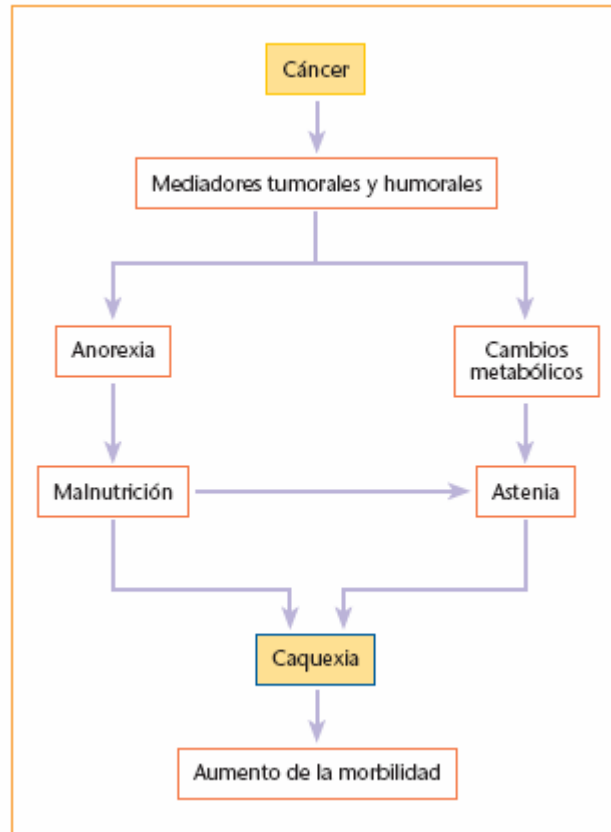 Cáncer
Mediadores tumorales y humorales
Anorexia
Cambios
metabólicos
Malnutrición
Astenia
Caquexia
Aumento de la morbilidad